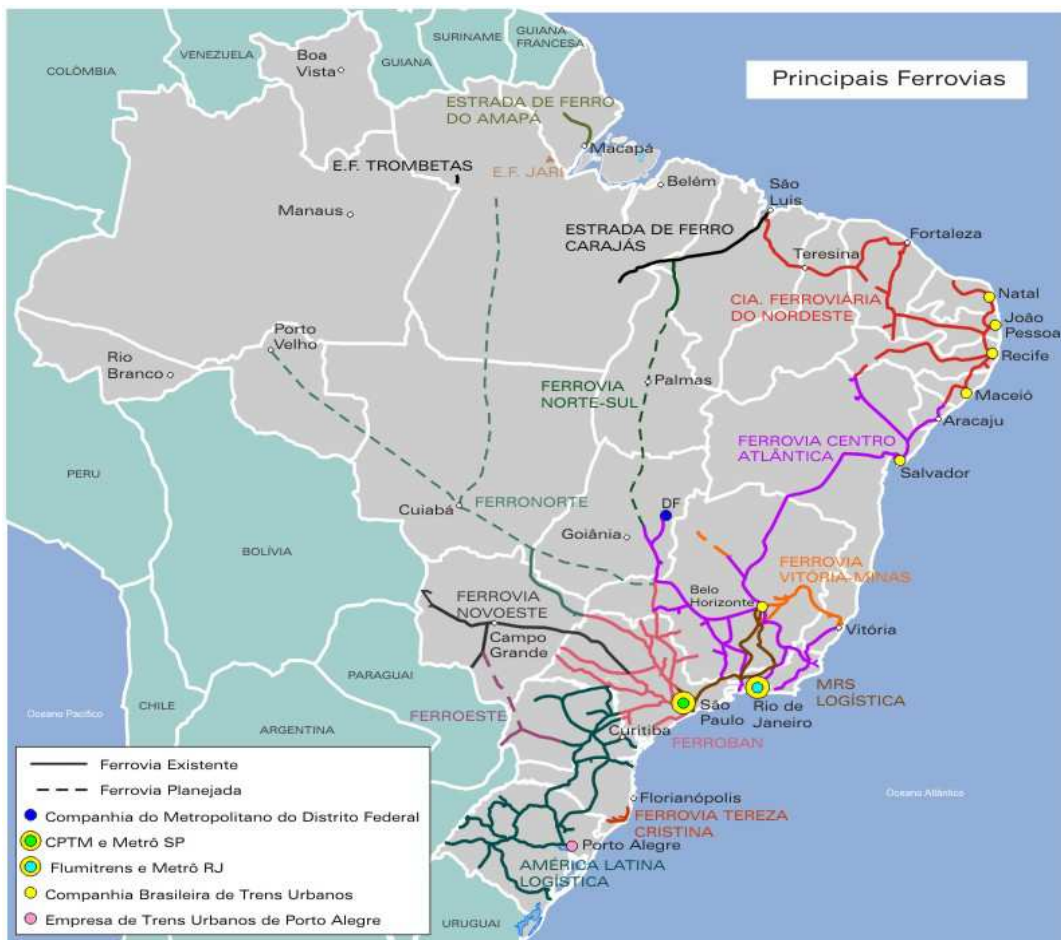 GUIANA
FRANCESA
SURINAME
VENEZUELA
GUIANA
COLÔMBIA
Boa
Vista
Principais Ferrovias
ESTRADA DE FERRO
DO AMAPÁ
Macapá
E.F. TROMBETAS
E.F. JARI
Belém
São
Luis
Manaus
ESTRADA DE FERRO
CARAJÁS
Fortaleza
Teresina
CIA. FERROVIÁRIA
DO NORDESTE
Natal
João
Pessoa
Recife
Porto
Velho
Rio
Branco
FERROVIA
NORTE-SUL
Palmas
Maceió
Aracaju
FERROVIA CENTRO
ATLÂNTICA
Salvador
PERU
Cuiabá
FERRONORTE
DF
Goiânia
BOLÍVIA
FERROVIA
VITÓRIA-MINAS
Belo
Horizonte
FERROVIA
NOVOESTE
Campo
Grande
Vitória
PARAGUAI
MRS
LOGÍSTICA
São
Paulo
Rio de
Janeiro
CHILE
Oceano Pacífico
ARGENTINA
FERROESTE
Curitiba
FERROBAN
Oceano Atlântico
Florianópolis
FERROVIA TEREZA
CRISTINA
Porto Alegre
AMÉRICA LATINA
LOGÍSTICA
URUGUAI
Ferrovia Existente
Ferrovia Planejada
Companhia do Metropolitano do Distrito Federal
CPTM e Metrô SP
Flumitrens e Metrô RJ
Companhia Brasileira de Trens Urbanos
Empresa de Trens Urbanos de Porto Alegre